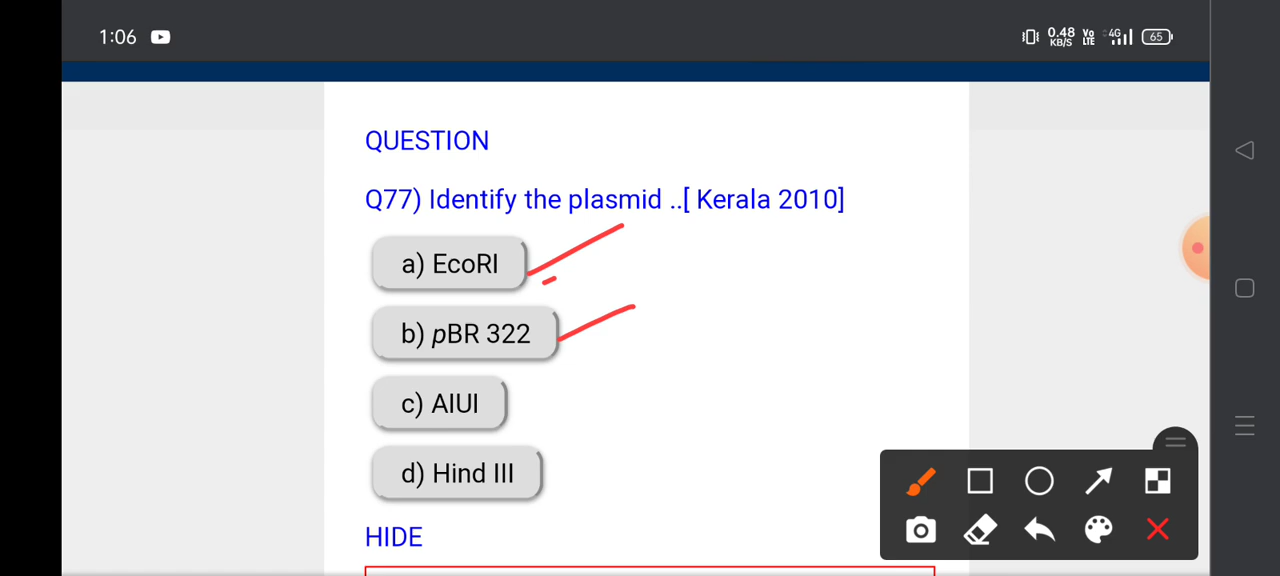 1:06
0.48 KB/S Vo LTE 4G 65
QUESTION
Q77) Identify the plasmid ..[ Kerala 2010]
a) EcoRI
b) pBR 322
c) AIUI
d) Hind III
HIDE